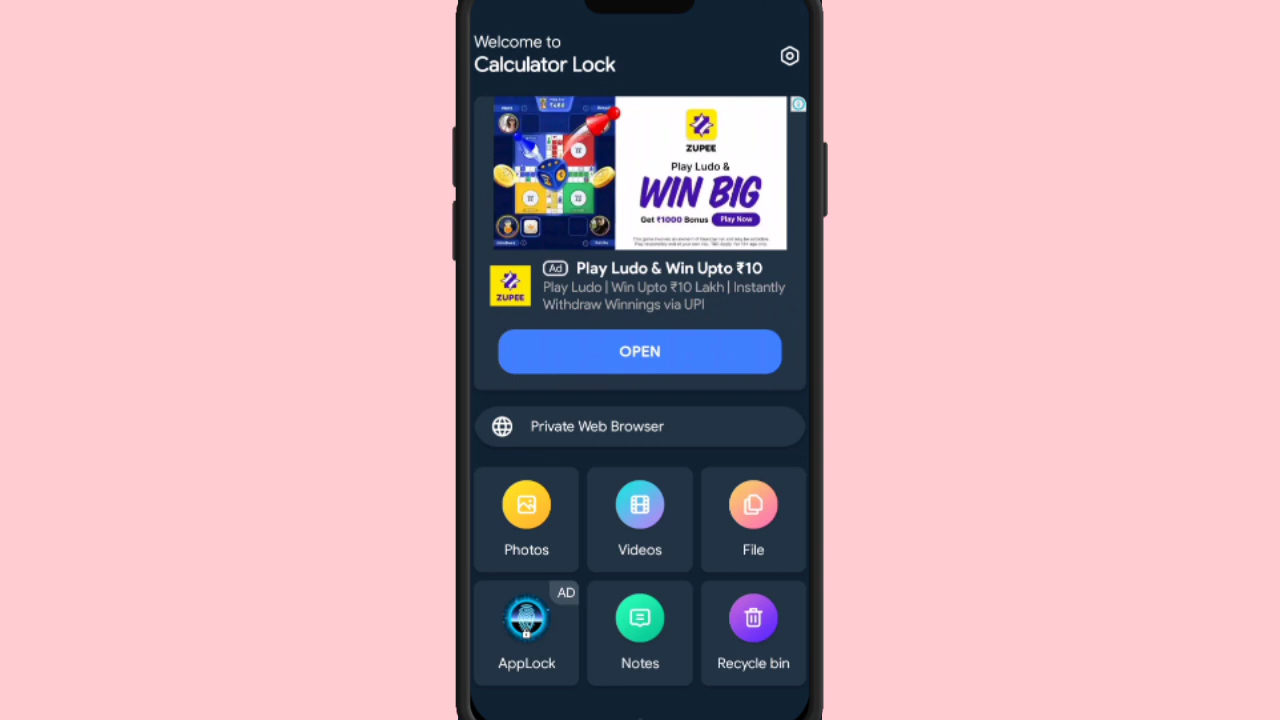 Welcome to
Calculator Lock
ZUPEE
Play Ludo &
WIN BIG
Get ₹1000 Bonus Play Now
Ad Play Ludo & Win Upto ₹10
Play Ludo | Win Upto ₹10 Lakh | Instantly
Withdraw Winnings via UPI
ZUPEE
OPEN
Private Web Browser
Photos Videos File
AD
AppLock Notes Recycle bin